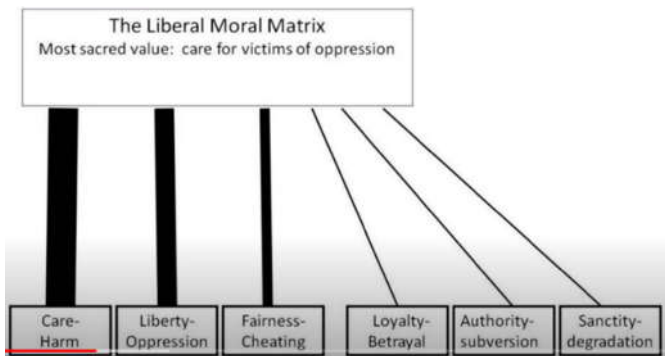 The Liberal Moral Matrix
Most sacred value: care for victims of oppression
Care-
Harm
Liberty-
Oppression
Fairness-
Cheating
Loyalty-
Betrayal
Authority-
subversion
Sanctity-
degradation